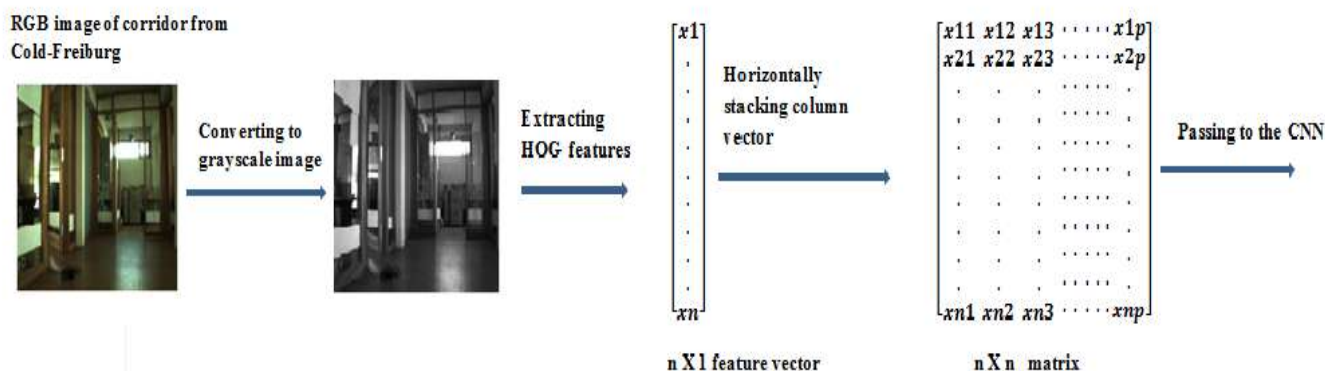 RGB image of corridor from
Cold-Freiburg
Converting to
grayscale image
Extracting
HOG features
x1
.
.
.
.
.
.
.
.
.
xn
n X 1 feature vector
Horizontally
stacking column
vector
x11 x12 x13 · · · · · x1p
x21 x22 x23 · · · · · x2p
. . . · · · · · .
. . . · · · · · .
. . . · · · · · .
. . . · · · · · .
. . . · · · · · .
. . . · · · · · .
. . . · · · · · .
. . . · · · · · .
xn1 xn2 xn3 · · · · · xnp
n X n matrix
Passing to the CNN